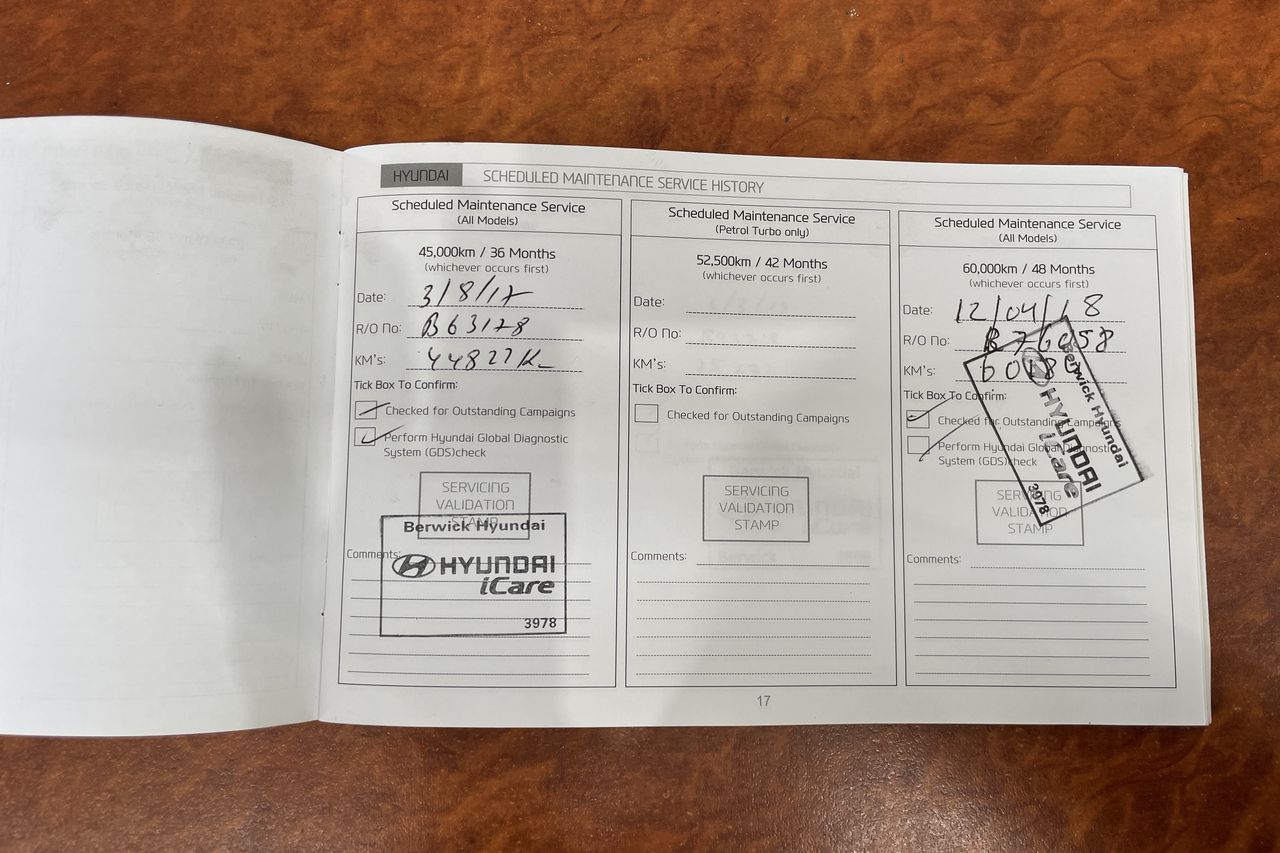 HYUNDAI SCHEDULED MAINTENANCE SERVICE HISTORY
Scheduled Maintenance Service
(All Models)
45,000km / 36 Months
(whichever occurs first)
Date: 3/8/17
R/O No: B63178
KM's: 44827K
Tick Box To Confirm:
Checked for Outstanding Campaigns
Perform Hyundai Global Diagnostic
System (GDS)check
SERVICING
VALIDATION
STAMP
Berwick Hyundai
Comments:
HYUNDAI
iCare
3978
Scheduled Maintenance Service
(Petrol Turbo only)
52,500km / 42 Months
(whichever occurs first)
Date:
R/O No:
KM's:
Tick Box To Confirm:
Checked for Outstanding Campaigns
SERVICING
VALIDATION
STAMP
Comments:
Scheduled Maintenance Service
(All Models)
60,000km / 48 Months
(whichever occurs first)
Date: 12/04/18
R/O No: B76058
KM's:
Tick Box To Confirm:
Checked for Outstanding Campaigns
Perform Hyundai Global Diagnostic
System (GDS)check
Berwick Hyundai
HYUNDAI
iCare
3978
SERVICING
VALIDATION
STAMP
Comments:
17